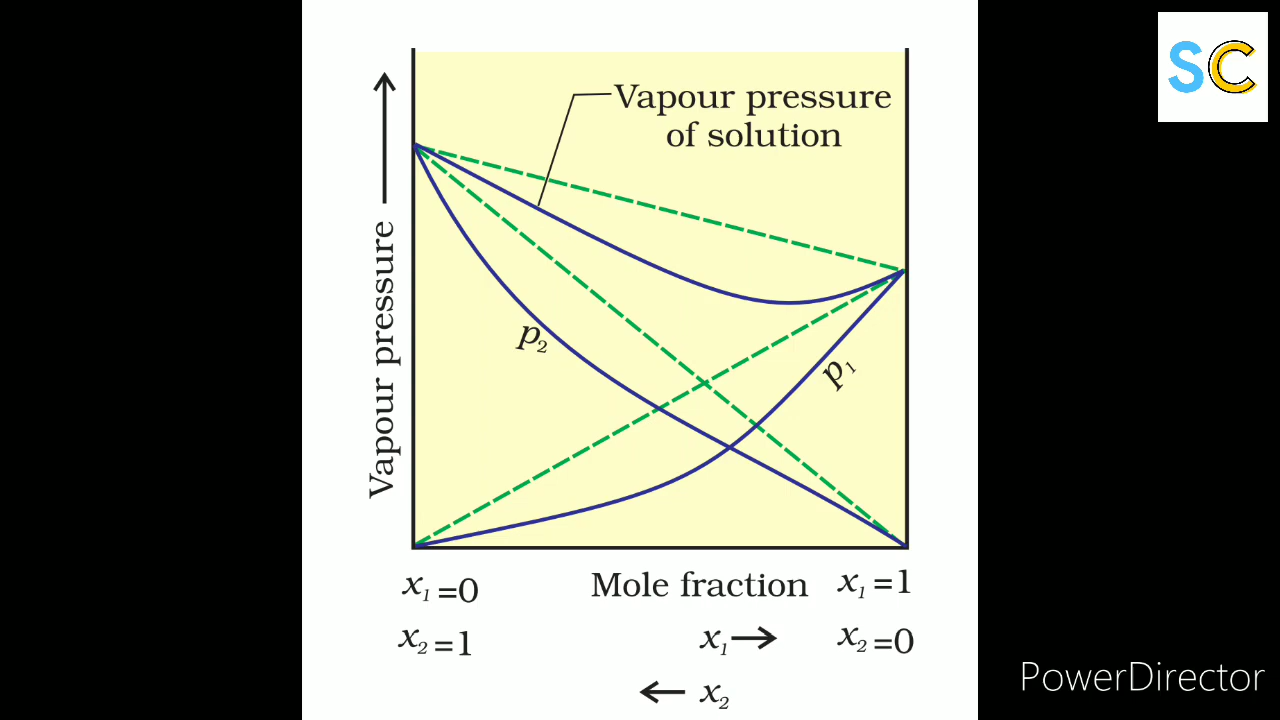 SC
Vapour pressure
of solution
Vapour pressure
p₂
p₁
x₁=0 Mole fraction x₁=1
x₂=1 x₁→ x₂=0
← x₂
PowerDirector